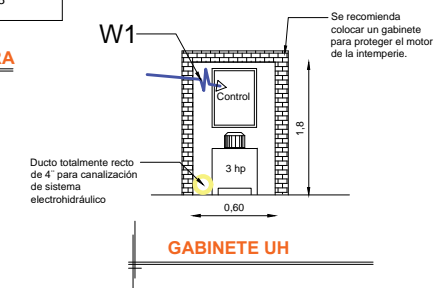 RA
W1
Se recomienda
colocar un gabinete
para proteger el motor
de la intemperie.
Control
1,8
3 hp
Ducto totalmente recto
de 4¨ para canalización
de sistema
electrohidráulico
0,60
GABINETE UH